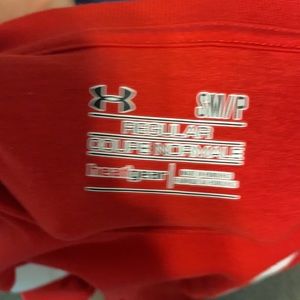 SM/P
REGULAR
COUPE NORMALE
heatgear